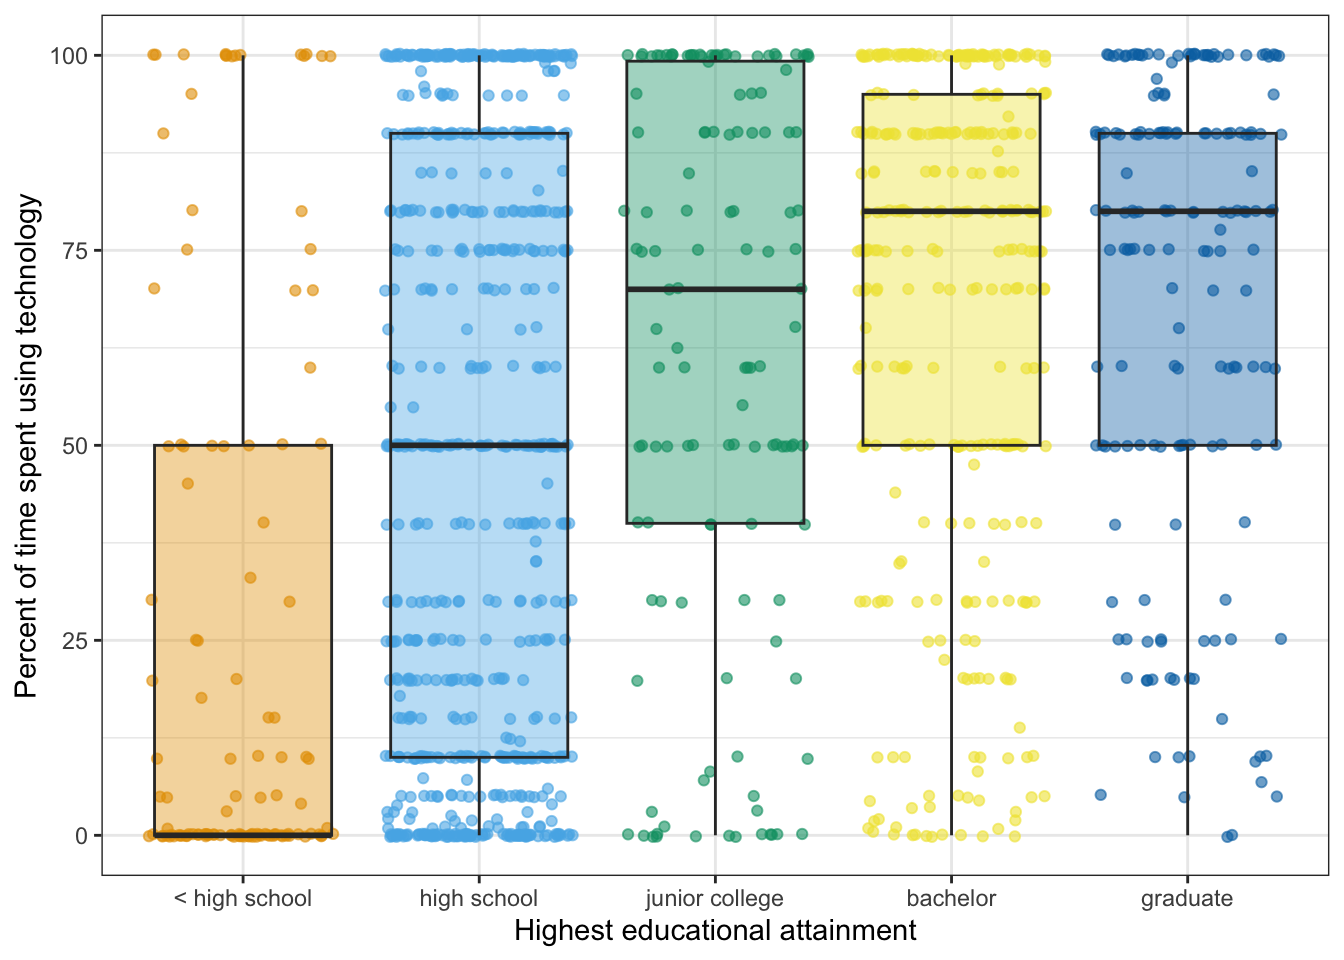 Percent of time spent using technology
100
75
50
25
0
< high school
high school
junior college
bachelor
graduate
Highest educational attainment